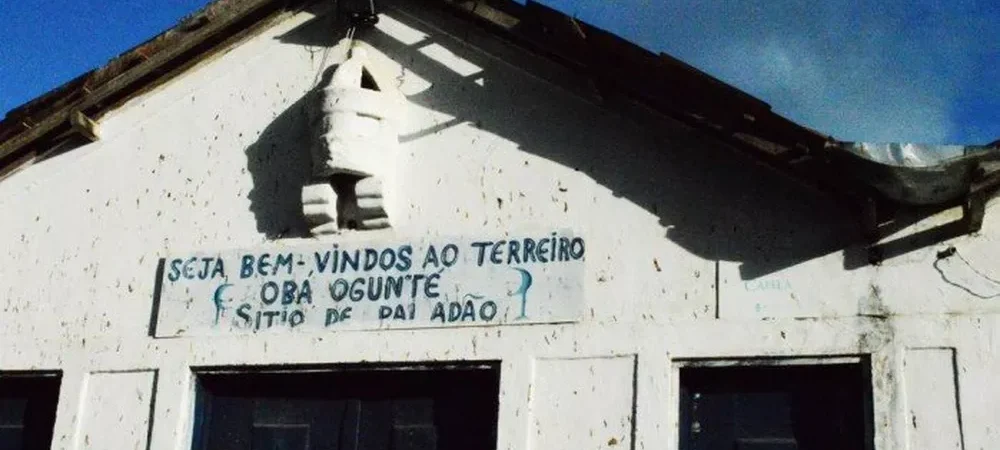 SEJA BEM-VINDOS AO TERREIRO
OBÁ OGUNTÉ
SITIO DE PAI ADÃO